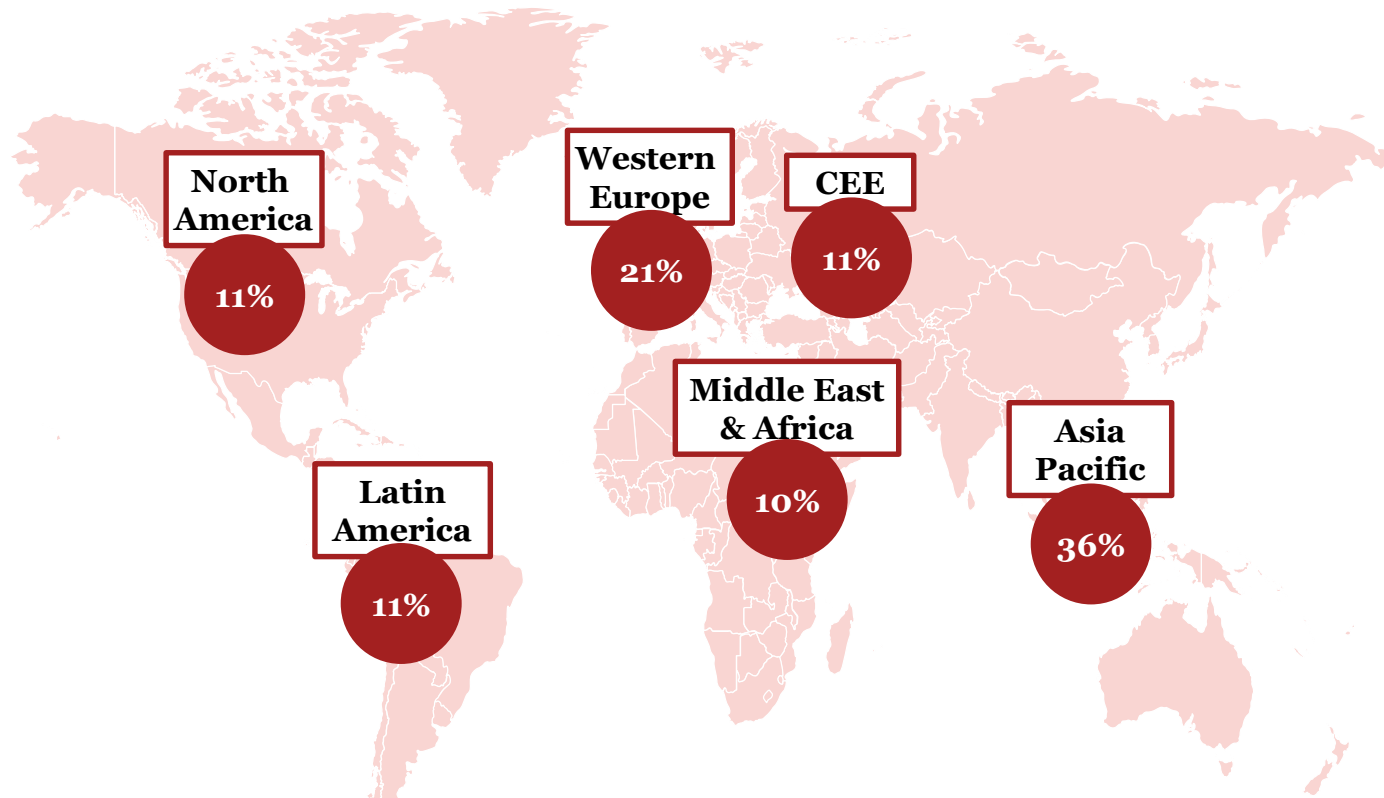 North
America
11%
Western
Europe
21%
CEE
11%
Middle East
& Africa
10%
Asia
Pacific
36%
Latin
America
11%